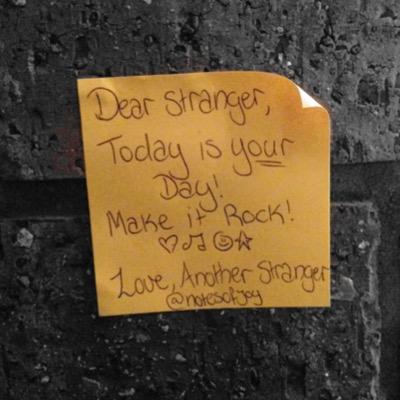 Dear Stranger,
Today is your
Day!
Make it Rock!
♡♫☺☆
Love, Another Stranger
@notesofjoy